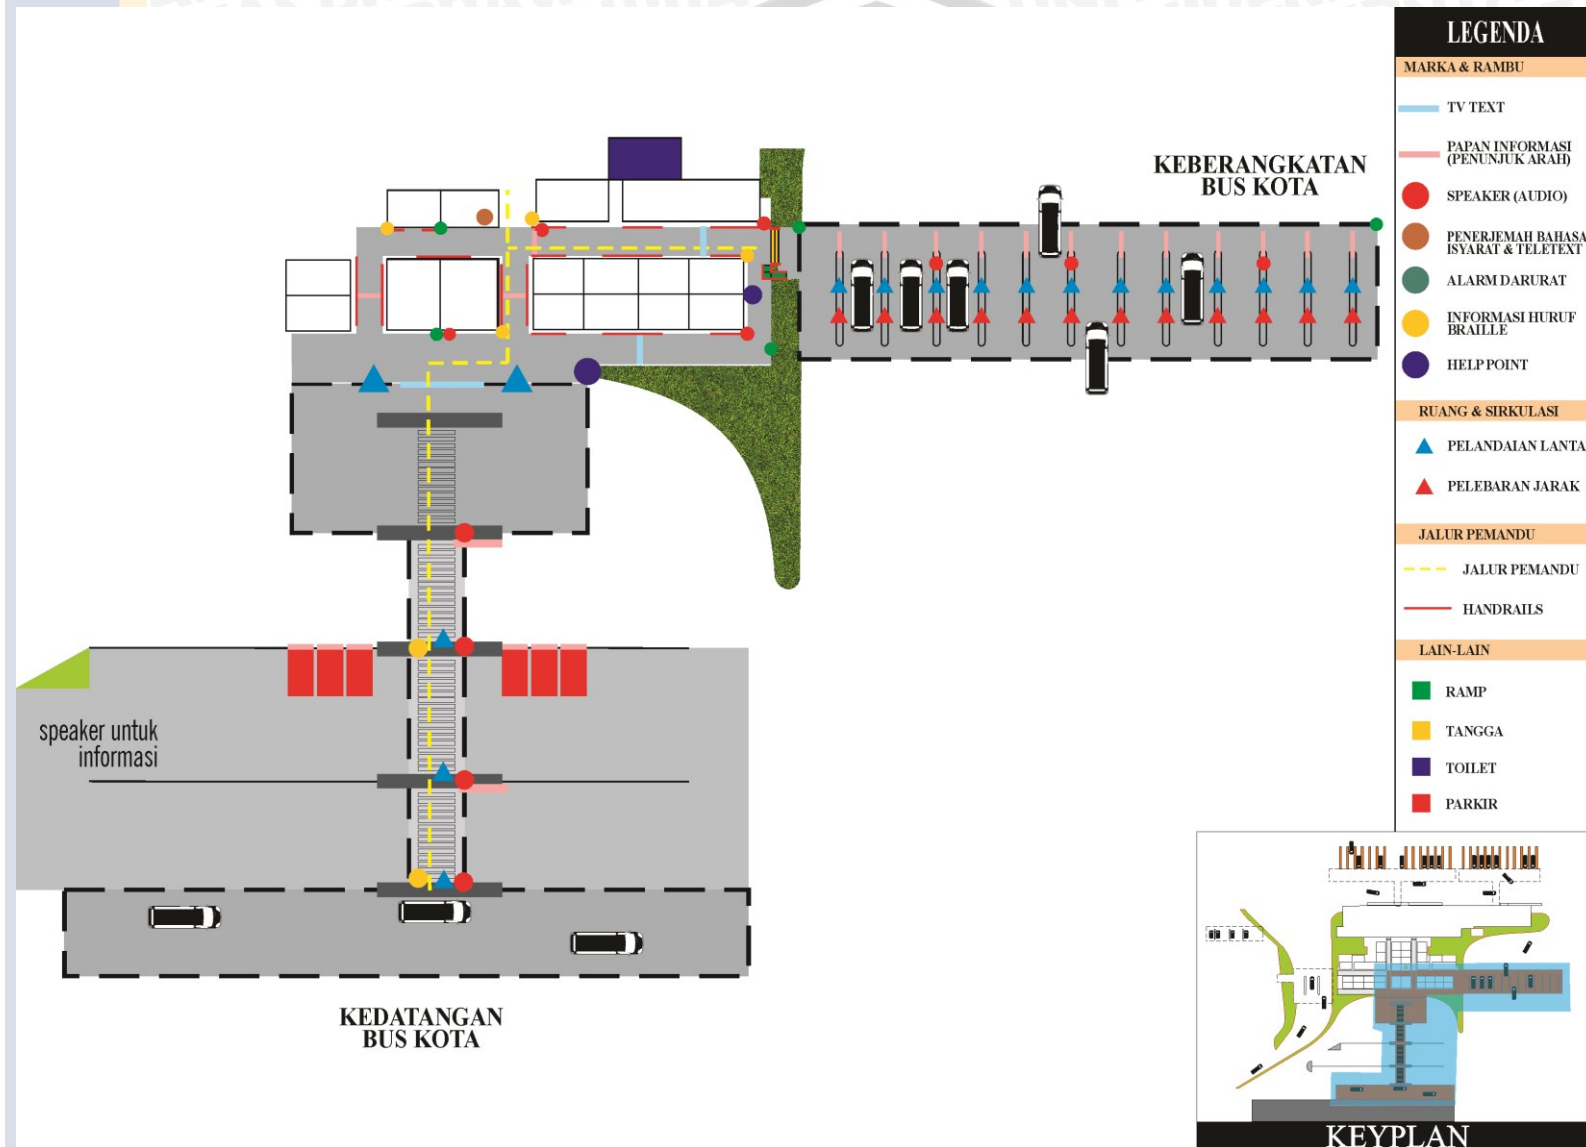 KEBERANGKATAN
BUS KOTA
speaker untuk
informasi
KEDATANGAN
BUS KOTA
LEGENDA
MARKA & RAMBU
TV TEXT
PAPAN INFORMASI
(PENUNJUK ARAH)
SPEAKER (AUDIO)
PENERJEMAH BAHASA
ISYARAT & TELETEXT
ALARM DARURAT
INFORMASI HURUF
BRAILLE
HELP POINT
RUANG & SIRKULASI
PELANDAIAN LANTA
PELEBARAN JARAK
JALUR PEMANDU
JALUR PEMANDU
HANDRAILS
LAIN-LAIN
RAMP
TANGGA
TOILET
PARKIR
KEYPLAN